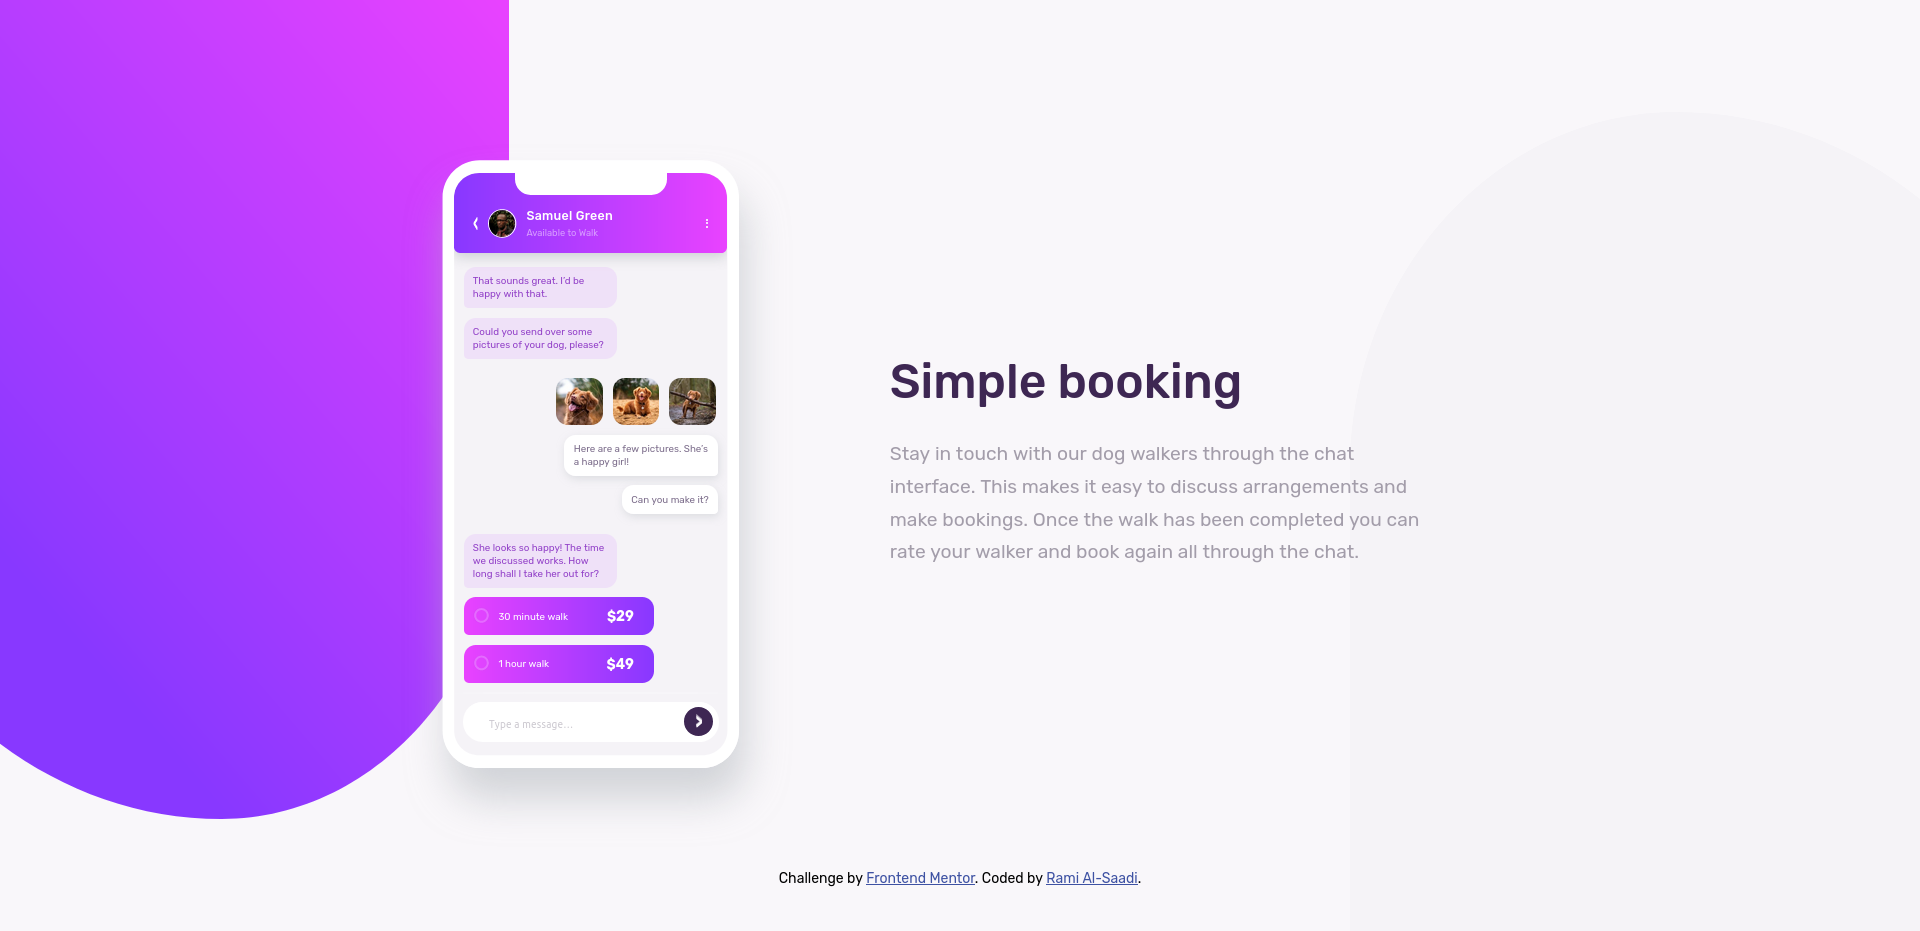 Samuel Green
Available to Walk
That sounds great. I’d be
happy with that.
Could you send over some
pictures of your dog, please?
Here are a few pictures. She’s
a happy girl!
Can you make it?
She looks so happy! The time
we discussed works. How
long shall I take her out for?
30 minute walk $29
1 hour walk $49
Type a message…
Simple booking
Stay in touch with our dog walkers through the chat
interface. This makes it easy to discuss arrangements and
make bookings. Once the walk has been completed you can
rate your walker and book again all through the chat.
Challenge by Frontend Mentor. Coded by Rami Al-Saadi.